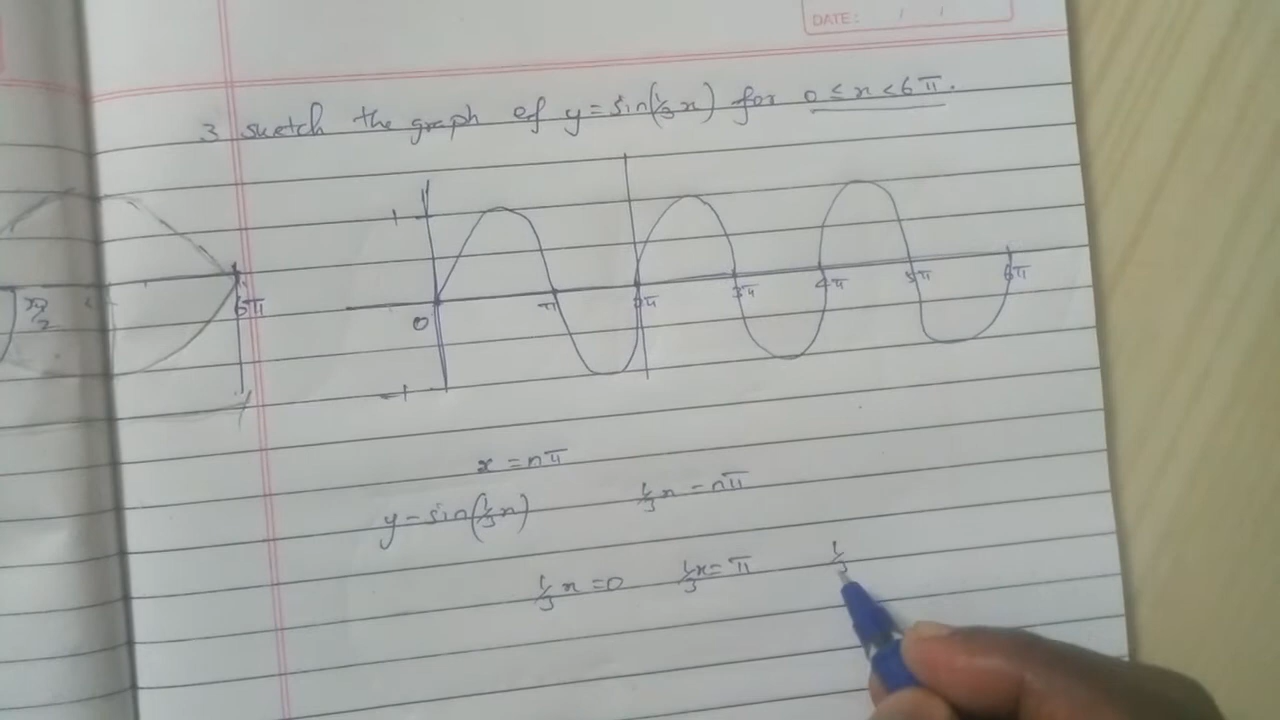 DATE: / /
3 sketch the graph of y=sin(1/3 x) for 0 ≤ x < 6π.
1
π/2
6π
0 π 2π 3π 4π 5π 6π
-1
x = nπ
y = sin(1/3 x) 1/3 x = nπ
1/3 x = 0 1/3 x = π 1/3